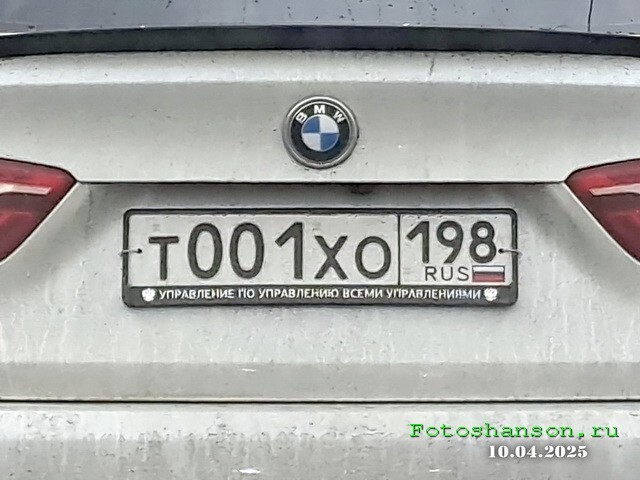 BMW
Т001ХО 198
RUS
УПРАВЛЕНИЕ ПО УПРАВЛЕНИЮ ВСЕМИ УПРАВЛЕНИЯМИ
Fotoshanson.ru
10.04.2025